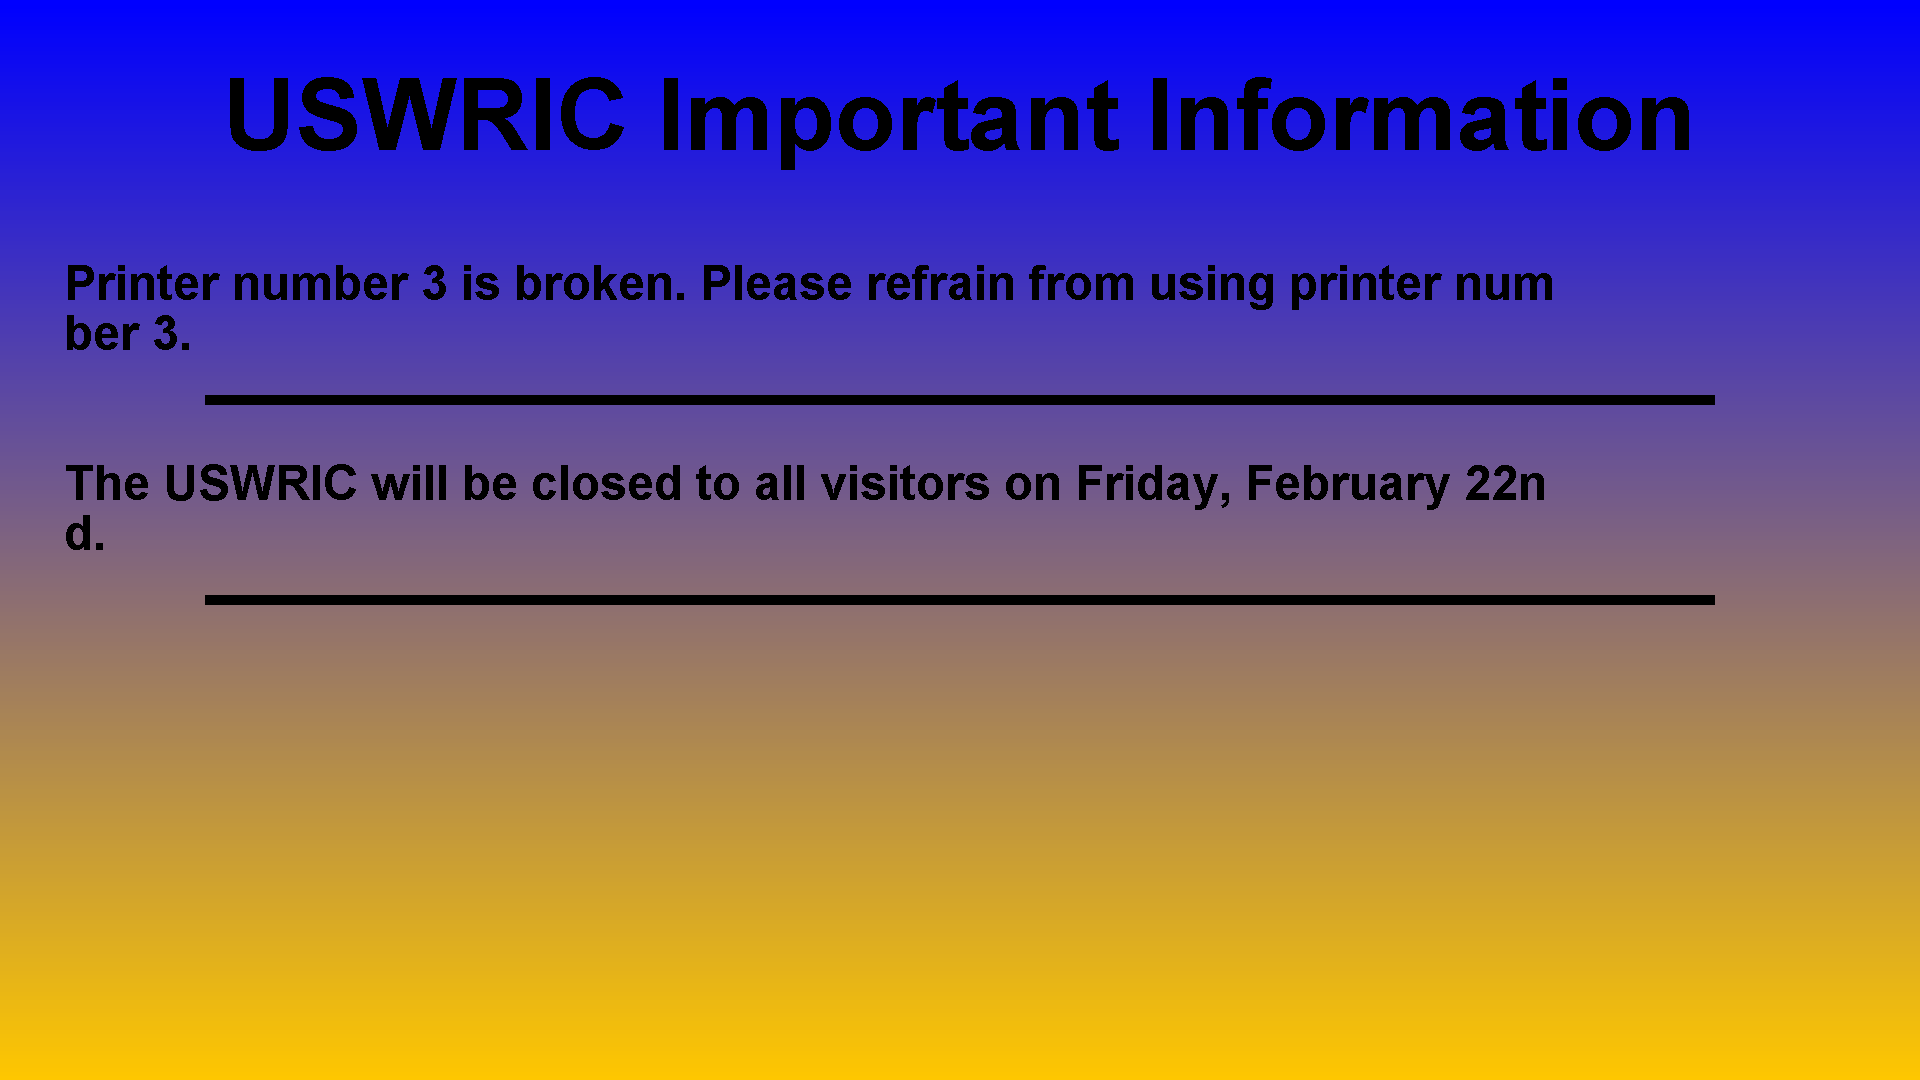 USWRIC Important Information
Printer number 3 is broken. Please refrain from using printer num
ber 3.
The USWRIC will be closed to all visitors on Friday, February 22n
d.